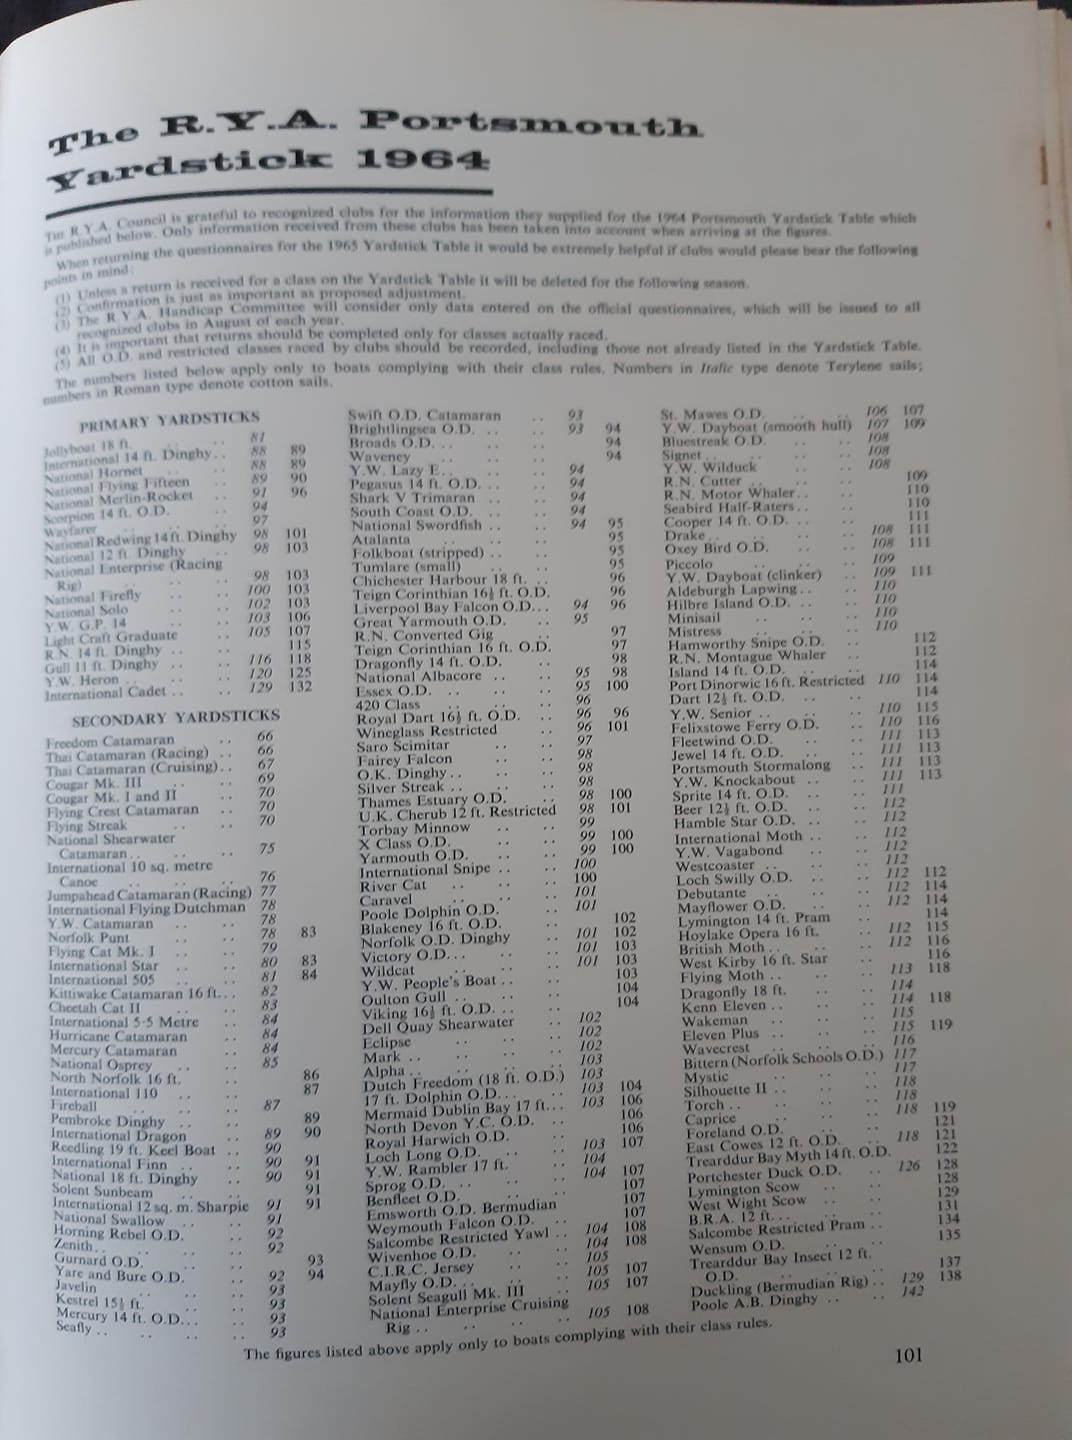 The R.Y.A. Portsmouth
Yardstick 1964
THE R.Y.A. Council is grateful to recognized clubs for the information they supplied for the 1964 Portsmouth Yardstick Table which
is published below. Only information received from these clubs has been taken into account when arriving at the figures.
When returning the questionnaires for the 1965 Yardstick Table it would be extremely helpful if clubs would please bear the following
points in mind:
(1) Unless a return is received for a class on the Yardstick Table it will be deleted for the following season.
(2) Confirmation is just as important as proposed adjustment.
(3) The R.Y.A. Handicap Committee will consider only data entered on the official questionnaires, which will be issued to all
recognized clubs in August of each year.
(4) It is important that returns should be completed only for classes actually raced.
(5) All O.D. and restricted classes raced by clubs should be recorded, including those not already listed in the Yardstick Table.
The numbers listed below apply only to boats complying with their class rules. Numbers in Italic type denote Terylene sails;
numbers in Roman type denote cotton sails.
PRIMARY YARDSTICKS
Jollyboat 18 ft. .. .. 81
International 14 ft. Dinghy .. 88 89
National Hornet .. 88 89
National Flying Fifteen .. 89 90
National Merlin-Rocket .. 91 96
Scorpion 14 ft. O.D. .. 94
Wayfarer .. .. 97
National Redwing 14ft. Dinghy 98 101
National 12 ft. Dinghy .. 98 103
National Enterprise (Racing
Rig) .. .. 98 103
National Firefly .. .. 100 103
National Solo .. .. 102 103
Y.W. G.P. 14 .. .. 103 106
Light Craft Graduate .. 105 107
R.N. 14 ft. Dinghy .. .. 115
Gull 11 ft. Dinghy .. .. 116 118
Y.W. Heron .. .. 120 125
International Cadet .. .. 129 132
SECONDARY YARDSTICKS
Freedom Catamaran .. 66
Thai Catamaran (Racing) .. 66
Thai Catamaran (Cruising) .. 67
Cougar Mk. III .. 69
Cougar Mk. I and II .. 70
Flying Crest Catamaran .. 70
Flying Streak .. .. 70
National Shearwater
Catamaran .. .. .. 75
International 10 sq. metre
Canoe .. .. .. 76
Jumpahead Catamaran (Racing) 77
International Flying Dutchman 78
Y.W. Catamaran .. .. 78
Norfolk Punt .. .. 78 83
Flying Cat Mk. I .. .. 79
International Star .. .. 80 83
International 505 .. .. 81 84
Kittiwake Catamaran 16 ft. .. 82
Cheetah Cat II .. .. 83
International 5·5 Metre .. 84
Hurricane Catamaran .. 84
Mercury Catamaran .. 84
National Osprey .. .. 85
North Norfolk 16 ft. .. 86
International 110 .. .. 87
Fireball .. .. .. 87
Pembroke Dinghy .. .. 89
International Dragon .. 89 90
Reedling 19 ft. Keel Boat .. 90
International Finn .. .. 90 91
National 18 ft. Dinghy .. 90 91
Solent Sunbeam .. .. 91
International 12 sq. m. Sharpie 91 91
National Swallow .. .. 91
Horning Rebel O.D. .. 92
Zenith .. .. .. 92
Gurnard O.D. .. .. 93
Yare and Bure O.D. .. 92 94
Javelin .. .. 93
Kestrel 15½ ft. .. .. 93
Mercury 14 ft. O.D. .. .. 93
Seafly .. .. .. .. 93
Swift O.D. Catamaran .. 93
Brightlingsea O.D. .. .. 93 94
Broads O.D. .. .. .. 94
Waveney .. .. 94
Y.W. Lazy E .. .. .. 94
Pegasus 14 ft. O.D. .. .. 94
Shark V Trimaran .. .. 94
South Coast O.D. .. .. 94
National Swordfish .. .. 94 95
Atalanta .. .. .. 95
Folkboat (stripped) .. .. 95
Tumlare (small) .. .. 95
Chichester Harbour 18 ft. .. 96
Teign Corinthian 16½ ft. O.D. 96
Liverpool Bay Falcon O.D. .. 94 96
Great Yarmouth O.D. .. 95
R.N. Converted Gig .. 97
Teign Corinthian 16 ft. O.D. 97
Dragonfly 14 ft. O.D. .. 98
National Albacore .. .. 95 98
Essex O.D. .. .. .. 95 100
420 Class .. .. .. 96
Royal Dart 16½ ft. O.D. .. 96 96
Wineglass Restricted .. 96 101
Saro Scimitar .. .. 97
Fairey Falcon .. .. 98
O.K. Dinghy .. .. .. 98
Silver Streak .. .. .. 98
Thames Estuary O.D. .. 98 100
U.K. Cherub 12 ft. Restricted 98 101
Torbay Minnow .. .. 99
X Class O.D. .. .. 99 100
Yarmouth O.D. .. .. 99 100
International Snipe .. .. 100
River Cat .. .. .. 100
Caravel .. .. .. 101
Poole Dolphin O.D. .. 101
Blakeney 16 ft. O.D. .. 102
Norfolk O.D. Dinghy .. 101 102
Victory O.D. .. .. .. 101 103
Wildcat .. .. .. 101 103
Y.W. People's Boat .. .. 103
Oulton Gull .. .. .. 104
Viking 16½ ft. O.D. .. .. 104
Dell Quay Shearwater .. 102
Eclipse .. .. .. 102
Mark .. .. .. .. 102
Alpha .. .. .. .. 103
Dutch Freedom (18 ft. O.D.) 103
17 ft. Dolphin O.D. .. .. 103 104
Mermaid Dublin Bay 17 ft. .. 103 106
North Devon Y.C. O.D. .. 106
Royal Harwich O.D. .. 106
Loch Long O.D. .. .. 103 107
Y.W. Rambler 17 ft. .. 104
Sprog O.D. .. .. .. 104 107
Benfleet O.D. .. .. 107
Emsworth O.D. Bermudian 107
Weymouth Falcon O.D. .. 107
Salcombe Restricted Yawl .. 104 108
Wivenhoe O.D. .. .. 104 108
C.I.R.C. Jersey .. .. 105
Mayfly O.D. .. .. .. 105 107
Solent Seagull Mk. III .. 105 107
National Enterprise Cruising
Rig .. .. .. .. 105 108
St. Mawes O.D. .. .. 106 107
Y.W. Dayboat (smooth hull) 107 109
Bluestreak O.D. .. .. 108
Signet .. .. .. .. 108
Y.W. Wilduck .. .. 108
R.N. Cutter .. .. .. 109
R.N. Motor Whaler .. .. 110
Seabird Half-Raters .. .. 110
Cooper 14 ft. O.D. .. .. 111
Drake .. .. .. .. 108 111
Oxey Bird O.D. .. .. 108 111
Piccolo .. .. .. 109
Y.W. Dayboat (clinker) .. 109 111
Aldeburgh Lapwing .. .. 110
Hilbre Island O.D. .. .. 110
Minisail .. .. .. 110
Mistress .. .. .. 110
Hamworthy Snipe O.D. .. 112
R.N. Montague Whaler .. 112
Island 14 ft. O.D. .. .. 114
Port Dinorwic 16 ft. Restricted 110 114
Dart 12½ ft. O.D. .. .. 114
Y.W. Senior .. .. .. 110 115
Felixstowe Ferry O.D. .. 110 116
Fleetwind O.D. .. .. 111 113
Jewel 14 ft. O.D. .. .. 111 113
Portsmouth Stormalong .. 111 113
Y.W. Knockabout .. .. 111 113
Sprite 14 ft. O.D. .. .. 111
Beer 12½ ft. O.D. .. .. 112
Hamble Star O.D. .. .. 112
International Moth .. .. 112
Y.W. Vagabond .. .. 112
Westcoaster .. .. .. 112
Loch Swilly O.D. .. .. 112 112
Debutante .. .. .. 112 114
Mayflower O.D. .. .. 112 114
Lymington 14 ft. Pram .. 114
Hoylake Opera 16 ft. .. 112 115
British Moth .. .. .. 112 116
West Kirby 16 ft. Star .. 116
Flying Moth .. .. .. 113 118
Dragonfly 18 ft. .. .. 114
Kenn Eleven .. .. .. 114 118
Wakeman .. .. .. 115
Eleven Plus .. .. .. 115 119
Wavecrest .. .. .. 116
Bittern (Norfolk Schools O.D.) 117
Mystic .. .. .. 117
Silhouette II .. .. .. 118
Torch .. .. .. .. 118
Caprice .. .. .. 118 119
Foreland O.D. .. .. 121
East Cowes 12 ft. O.D. .. 118 121
Trearddur Bay Myth 14 ft. O.D. 122
Portchester Duck O.D. .. 126 128
Lymington Scow .. .. 128
West Wight Scow .. .. 129
B.R.A. 12 ft. .. .. .. 131
Salcombe Restricted Pram .. 134
Wensum O.D. .. .. 135
Trearddur Bay Insect 12 ft.
O.D. .. .. .. 137
Duckling (Bermudian Rig) .. 129 138
Poole A.B. Dinghy .. .. 142
The figures listed above apply only to boats complying with their class rules.
101